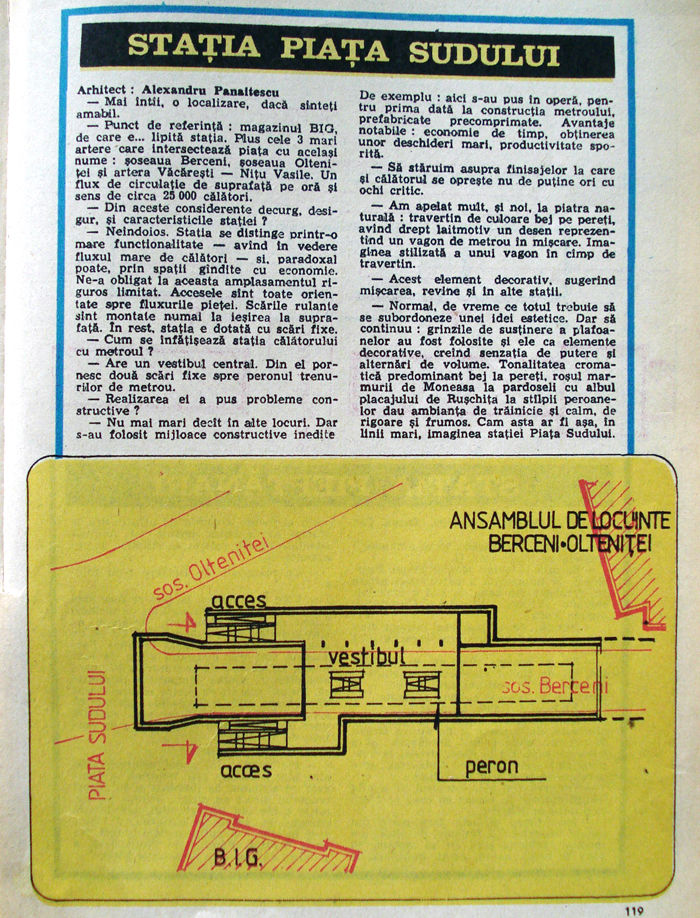 STAȚIA PIAȚA SUDULUI
Arhitect : Alexandru Panaitescu
— Mai întîi, o localizare, dacă sînteți
amabil.
— Punct de referință : magazinul BIG,
de care e... lipită stația. Plus cele 3 mari
artere care intersectează piața cu același
nume : șoseaua Berceni, șoseaua Olteni-
ței și artera Văcărești — Nițu Vasile. Un
flux de circulație de suprafață pe oră și
sens de circa 25 000 călători.
— Din aceste considerente decurg, desi-
gur, și caracteristicile stației ?
— Neîndoios. Stația se distinge printr-o
mare funcționalitate — avînd în vedere
fluxul mare de călători — și, paradoxal
poate, prin spații gîndite cu economie.
Ne-a obligat la aceasta amplasamentul ri-
guros limitat. Accesele sînt toate orien-
tate spre fluxurile pieței. Scările rulante
sînt montate numai la ieșirea la supra-
față. În rest, stația e dotată cu scări fixe.
— Cum se înfățișează stația călătorului
cu metroul ?
— Are un vestibul central. Din el por-
nesc două scări fixe spre peronul trenu-
rilor de metrou.
— Realizarea ei a pus probleme con-
structive ?
— Nu mai mari decît în alte locuri. Dar
s-au folosit mijloace constructive inedite
De exemplu : aici s-au pus în operă, pen-
tru prima dată la construcția metroului,
prefabricate precomprimate. Avantaje
notabile : economie de timp, obținerea
unor deschideri mari, productivitate spo-
rită.
— Să stăruim asupra finisajelor la care
și călătorul se oprește nu de puține ori cu
ochi critic.
— Am apelat mult, și noi, la piatra na-
turală : travertin de culoare bej pe pereți,
avînd drept laitmotiv un desen reprezen-
tînd un vagon de metrou în mișcare. Ima-
ginea stilizată a unui vagon în cîmp de
travertin.
— Acest element decorativ, sugerînd
mișcarea, revine și în alte stații.
— Normal, de vreme ce totul trebuie să
se subordoneze unei idei estetice. Dar să
continuu : grinzile de susținere a plafoa-
nelor au fost folosite și ele ca elemente
decorative, creînd senzația de putere și
alternări de volume. Tonalitatea croma-
tică predominant bej la pereți, roșul mar-
murii de Moneasa la pardoseli cu albul
placajului de Rușchița la stîlpii peroane-
lor dau ambianța de trăinicie și calm, de
rigoare și frumos. Cam asta ar fi așa, în
linii mari, imaginea stației Piața Sudului.
ANSAMBLUL DE LOCUINTE
BERCENI•OLTENIȚEI
sos. Olteniței
acces
vestibul
sos. Berceni
PIATA SUDULUI
acces
peron
B.I.G.
119